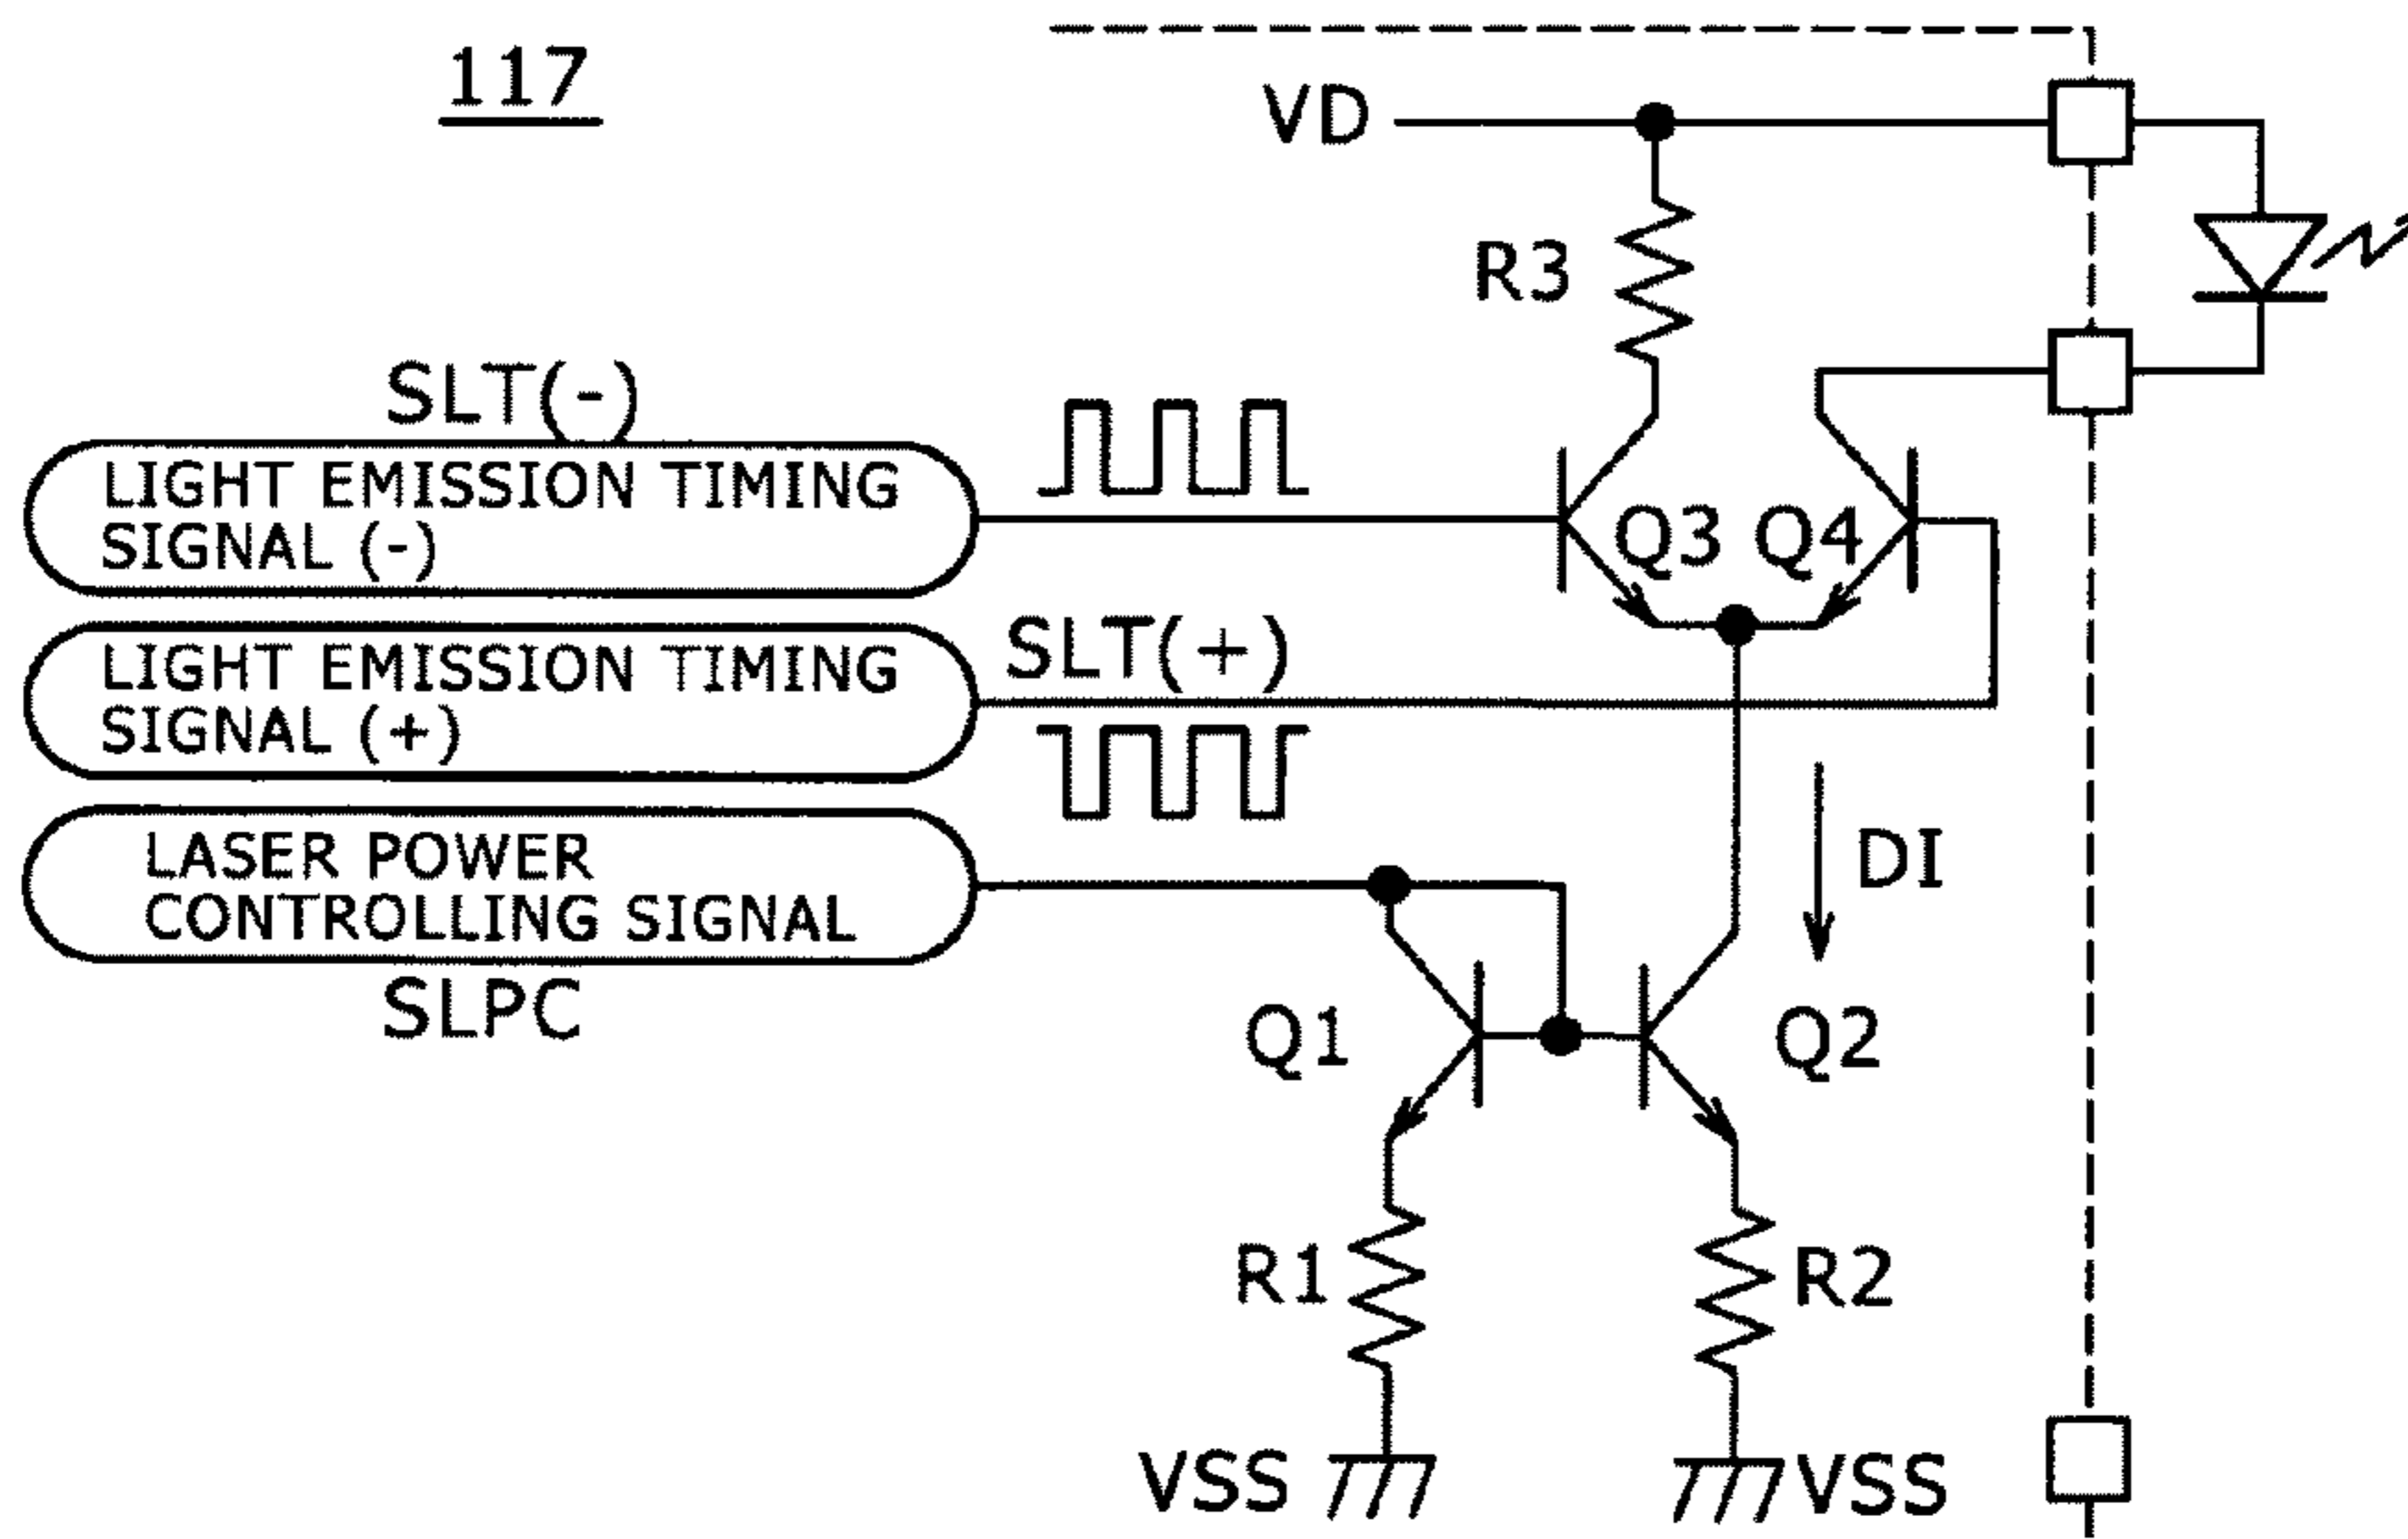 117
VD
R3
SLT(-)
LIGHT EMISSION TIMING
SIGNAL (-)
Q3 Q4
SLT(+)
LIGHT EMISSION TIMING
SIGNAL (+)
DI
LASER POWER
CONTROLLING SIGNAL
SLPC
Q1
Q2
R1
R2
VSS
VSS